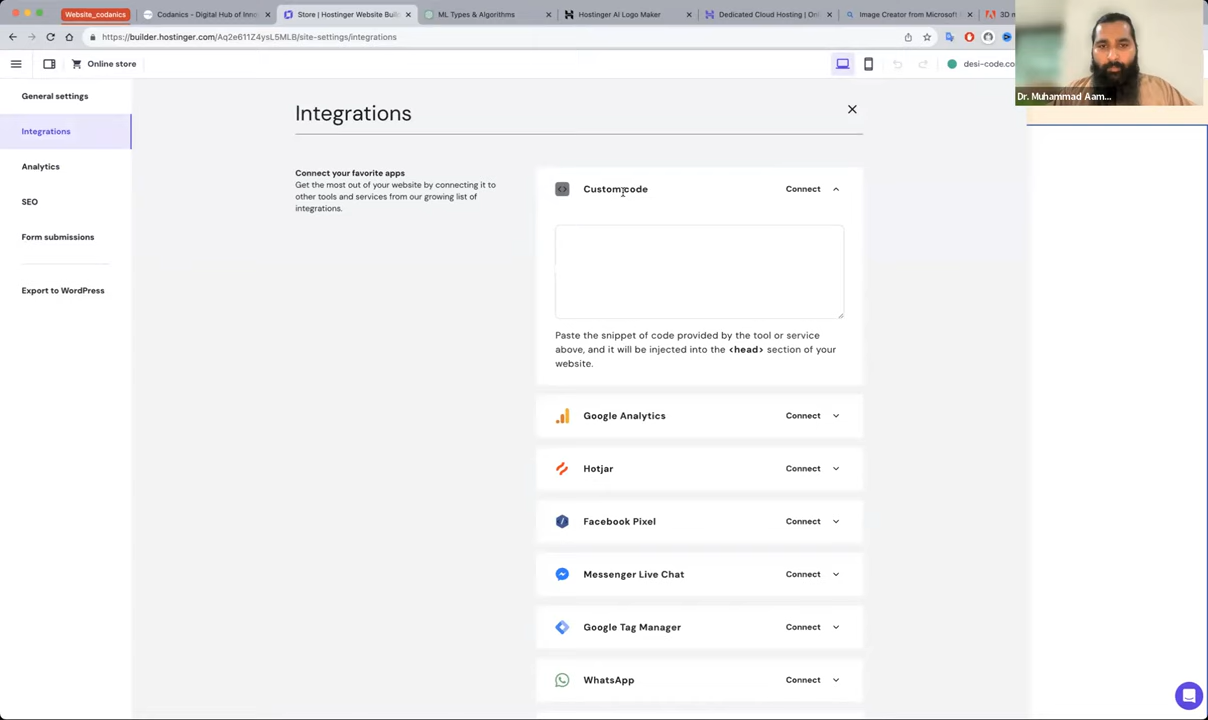 Website_codanics
Codanics - Digital Hub of Inno
Store | Hostinger Website Buil
ML Types & Algorithms
Hostinger AI Logo Maker
Dedicated Cloud Hosting | On
Image Creator from Microsoft
3D m
https://builder.hostinger.com/Aq2e611Z4ysL5MLB/site-settings/integrations
Online store
desi-code.co
Dr. Muhammad Aam...
General settings
Integrations
Analytics
SEO
Form submissions
Export to WordPress
Integrations
Connect your favorite apps
Get the most out of your website by connecting it to
other tools and services from our growing list of
integrations.
Custom code
Connect
Paste the snippet of code provided by the tool or service
above, and it will be injected into the <head> section of your
website.
Google Analytics
Connect
Hotjar
Connect
Facebook Pixel
Connect
Messenger Live Chat
Connect
Google Tag Manager
Connect
WhatsApp
Connect